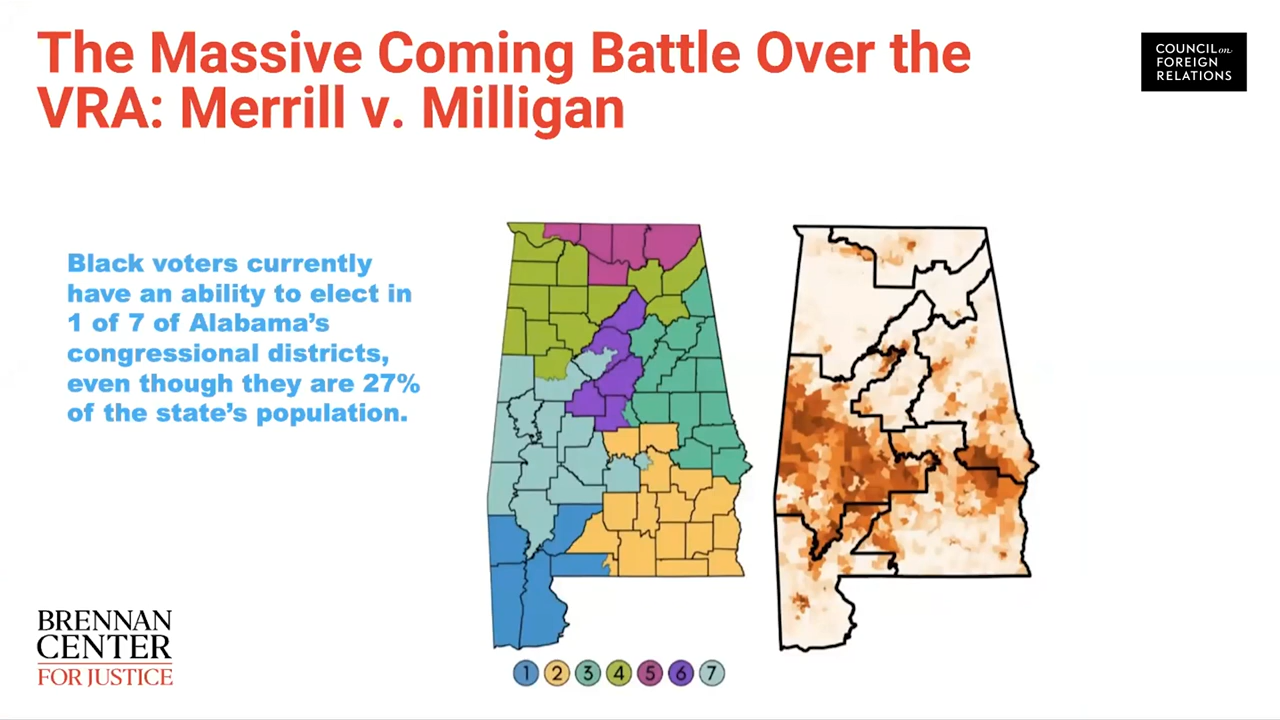 The Massive Coming Battle Over the
VRA: Merrill v. Milligan
COUNCIL on
FOREIGN
RELATIONS
Black voters currently
have an ability to elect in
1 of 7 of Alabama’s
congressional districts,
even though they are 27%
of the state’s population.
BRENNAN
CENTER
FOR JUSTICE
1 2 3 4 5 6 7